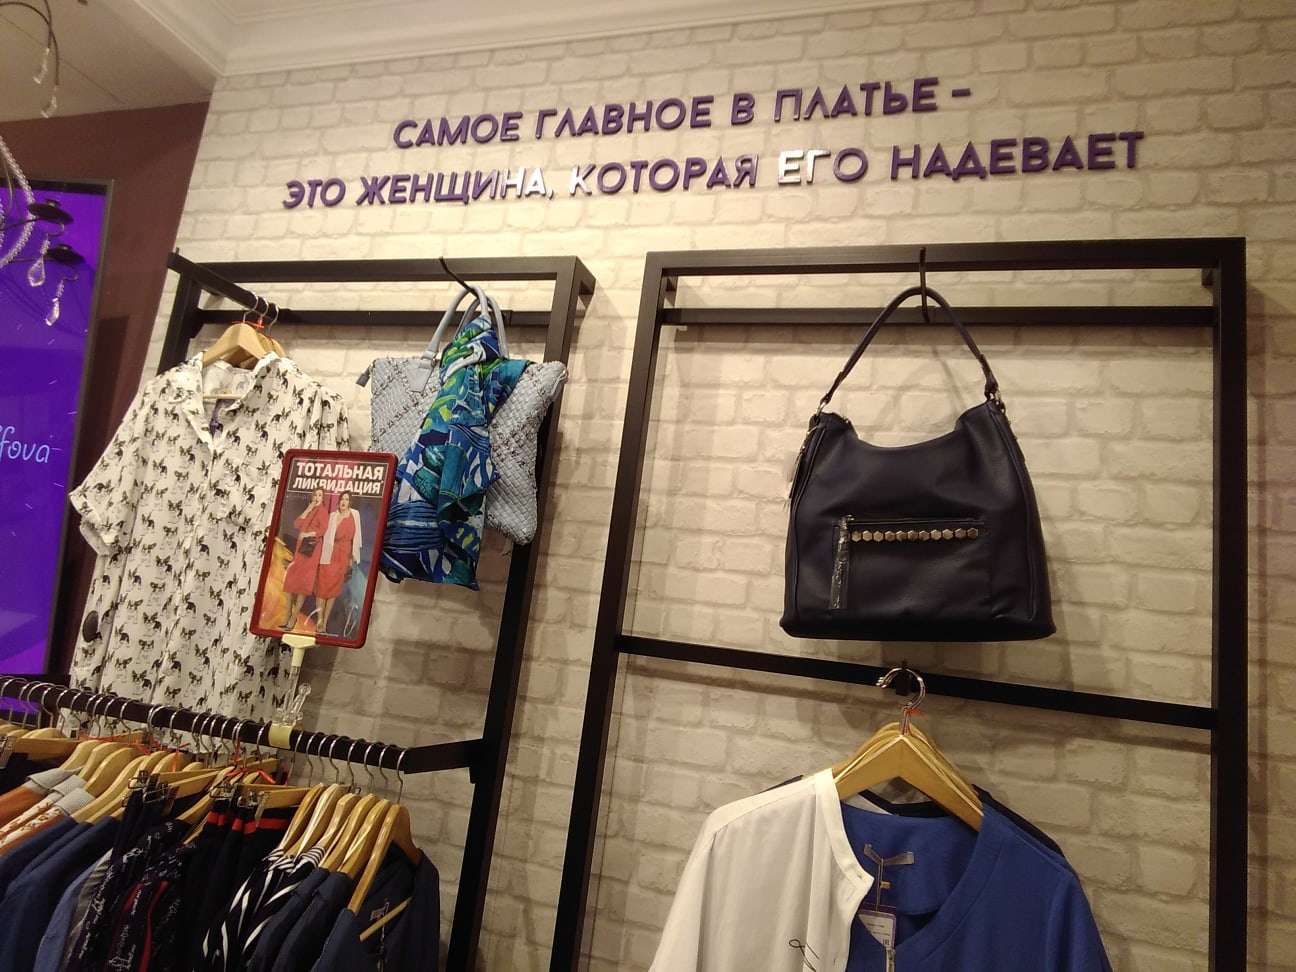 САМОЕ ГЛАВНОЕ В ПЛАТЬЕ –
ЭТО ЖЕНЩИНА, КОТОРАЯ ЕГО НАДЕВАЕТ
ТОТАЛЬНАЯ
ЛИКВИДАЦИЯ